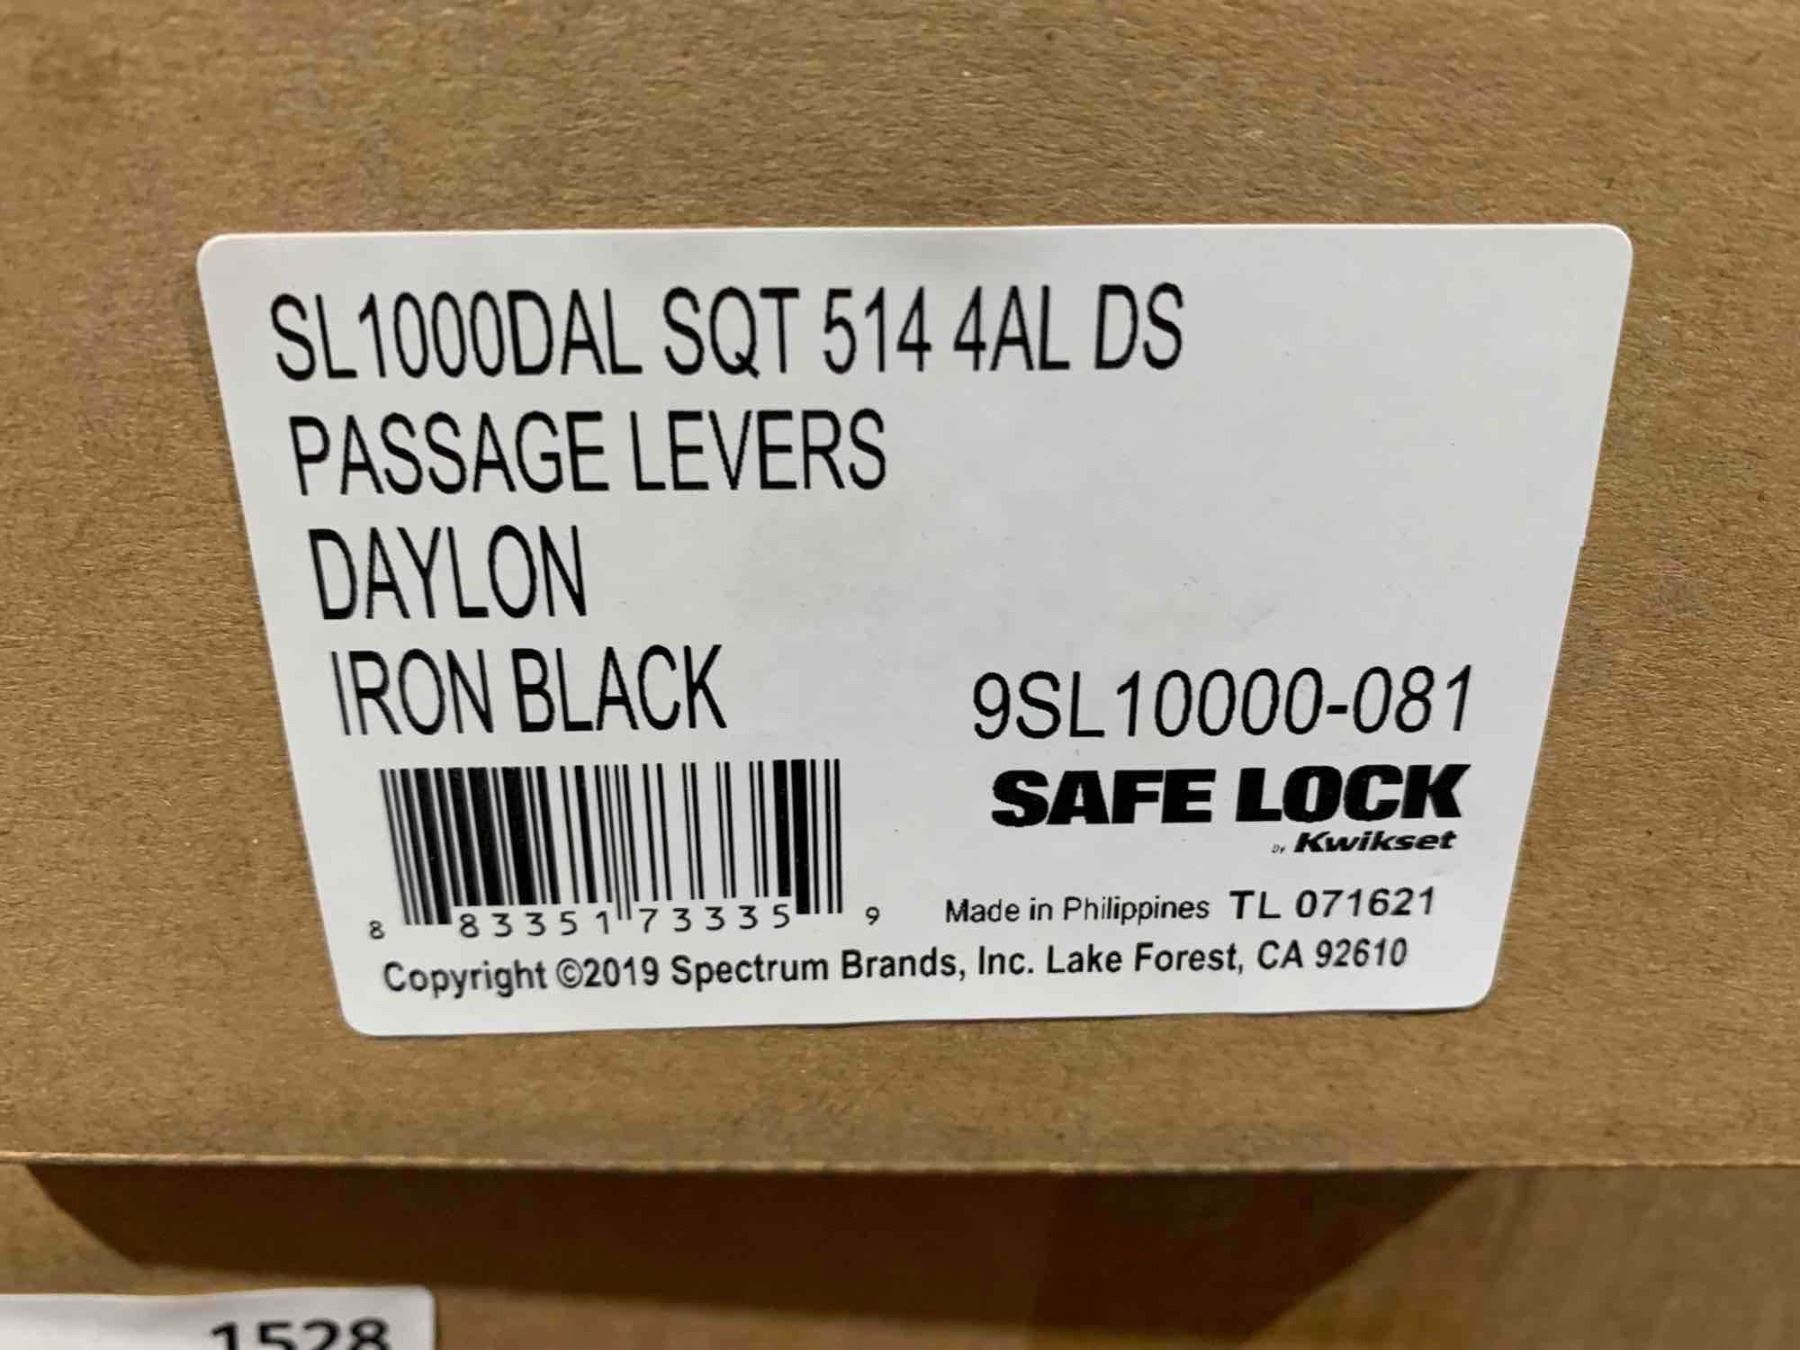 SL1000DAL SQT 514 4AL DS
PASSAGE LEVERS
DAYLON
IRON BLACK
9SL10000-081
SAFE LOCK
BY Kwikset
8 83351 73335 9
Made in Philippines TL 071621
Copyright ©2019 Spectrum Brands, Inc. Lake Forest, CA 92610
1528